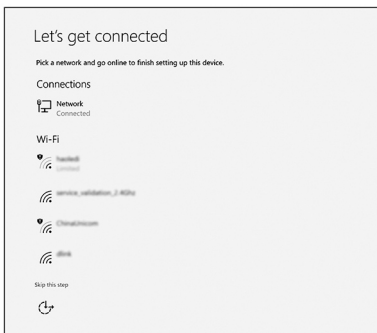 Let's get connected
Pick a network and go online to finish setting up this device.
Connections
Network
Connected
Wi-Fi
Limited
service_validation_2.4Ghz
ChinaUnicom
dlink
Skip this step